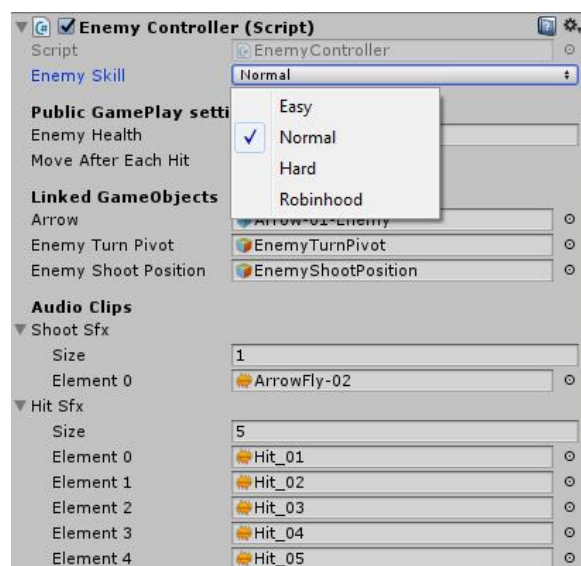 Enemy Controller (Script)
Script EnemyController
Enemy Skill Normal
Easy
Public GamePlay setti
Enemy Health
Normal
Move After Each Hit
Hard
Linked GameObjects
Robinhood
Arrow Arrow-01-Enemy
Enemy Turn Pivot EnemyTurnPivot
Enemy Shoot Position EnemyShootPosition
Audio Clips
Shoot Sfx
Size 1
Element 0 ArrowFly-02
Hit Sfx
Size 5
Element 0 Hit_01
Element 1 Hit_02
Element 2 Hit_03
Element 3 Hit_04
Element 4 Hit_05